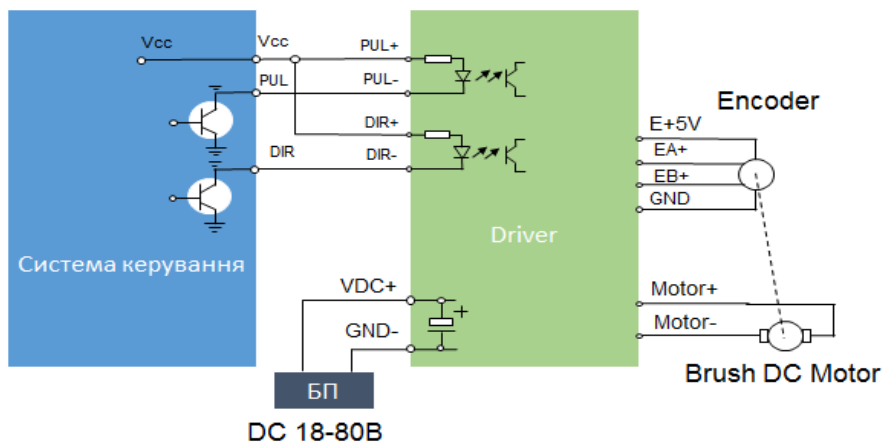 Vcc
Vcc
PUL+
PUL
PUL-
DIR+
DIR
DIR-
Система керування
Driver
Encoder
E+5V
EA+
EB+
GND
VDC+
+
GND-
Motor+
Motor-
Brush DC Motor
БП
DC 18-80В